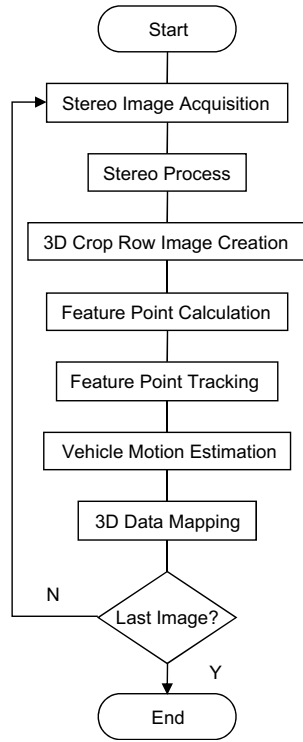 Start
Stereo Image Acquisition
Stereo Process
3D Crop Row Image Creation
Feature Point Calculation
Feature Point Tracking
Vehicle Motion Estimation
3D Data Mapping
N
Last Image?
Y
End